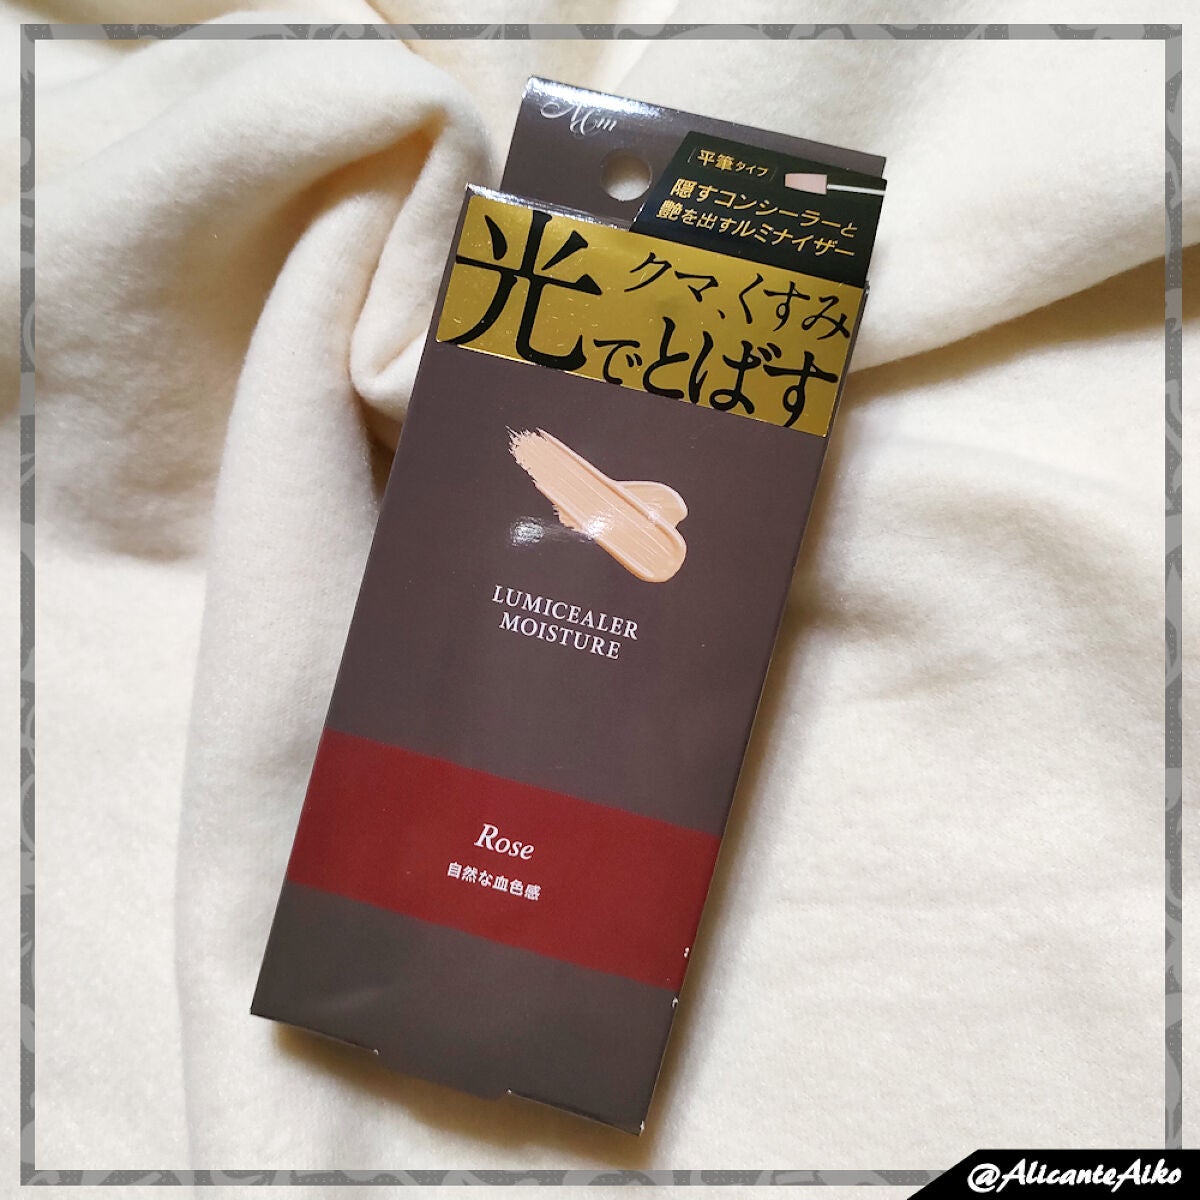 Mm
平筆タイプ
隠すコンシーラーと
艶を出すルミナイザー
クマ、くすみ
光でとばす
LUMICEALER
MOISTURE
Rose
自然な血色感
@AlicanteAiko